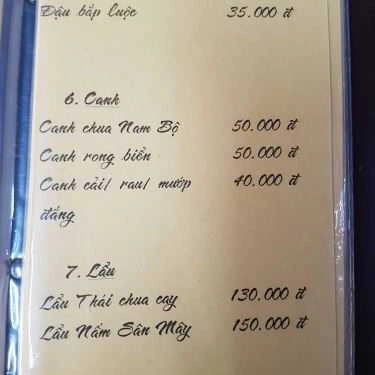 Đậu bắp luộc 35.000 đ
6. Canh
Canh chua Nam Bộ 50.000 đ
Canh rong biển 50.000 đ
Canh cải/ rau/ mướp 40.000 đ
đắng
7. Lẩu
Lẩu Thái chua cay 130.000 đ
Lẩu Nấm Sân Mây 150.000 đ